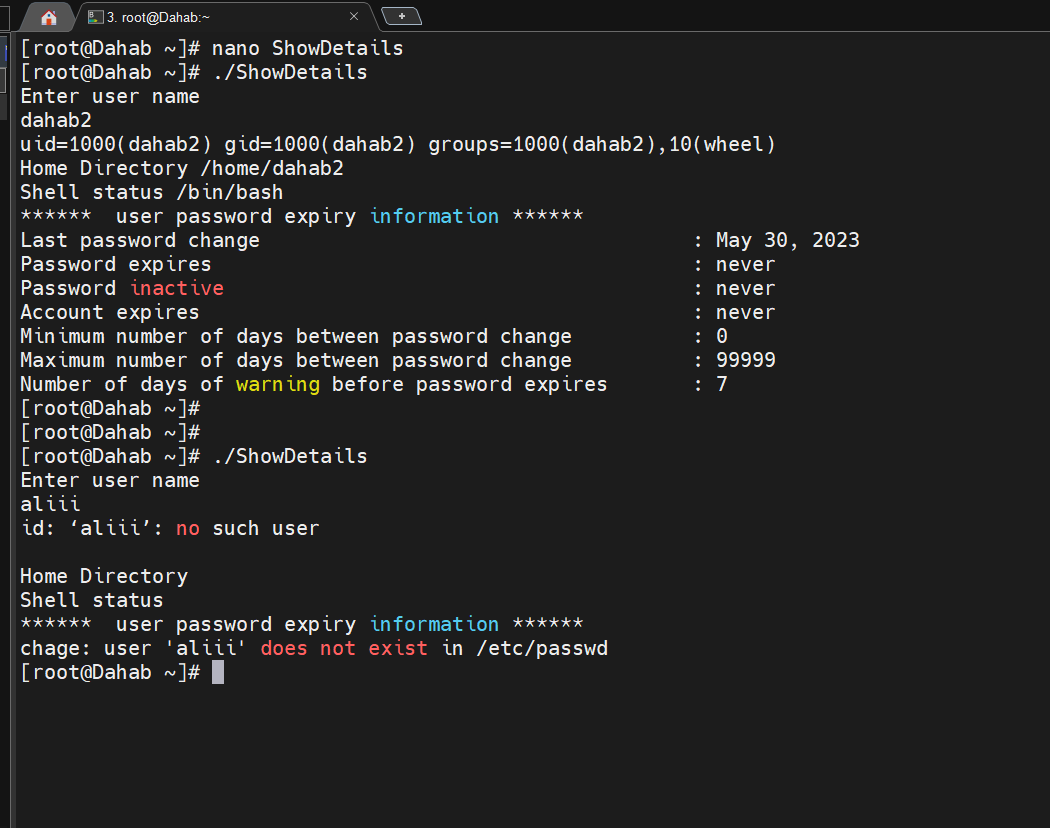 3. root@Dahab:~
[root@Dahab ~]# nano ShowDetails
[root@Dahab ~]# ./ShowDetails
Enter user name
dahab2
uid=1000(dahab2) gid=1000(dahab2) groups=1000(dahab2),10(wheel)
Home Directory /home/dahab2
Shell status /bin/bash
******  user password expiry information ******
Last password change : May 30, 2023
Password expires : never
Password inactive : never
Account expires : never
Minimum number of days between password change : 0
Maximum number of days between password change : 99999
Number of days of warning before password expires : 7
[root@Dahab ~]#
[root@Dahab ~]#
[root@Dahab ~]# ./ShowDetails
Enter user name
aliii
id: ‘aliii’: no such user
Home Directory
Shell status
******  user password expiry information ******
chage: user 'aliii' does not exist in /etc/passwd
[root@Dahab ~]#